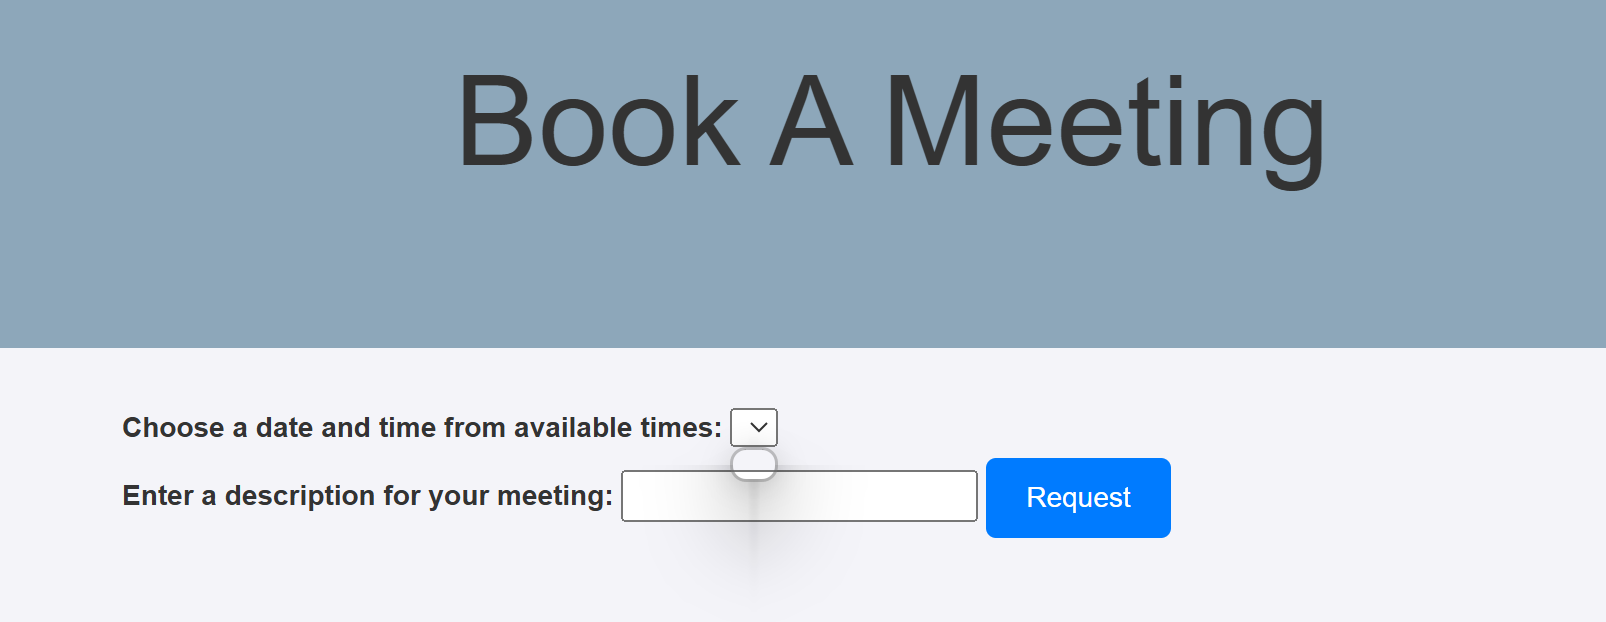 Book A Meeting
Choose a date and time from available times:
Enter a description for your meeting:
Request